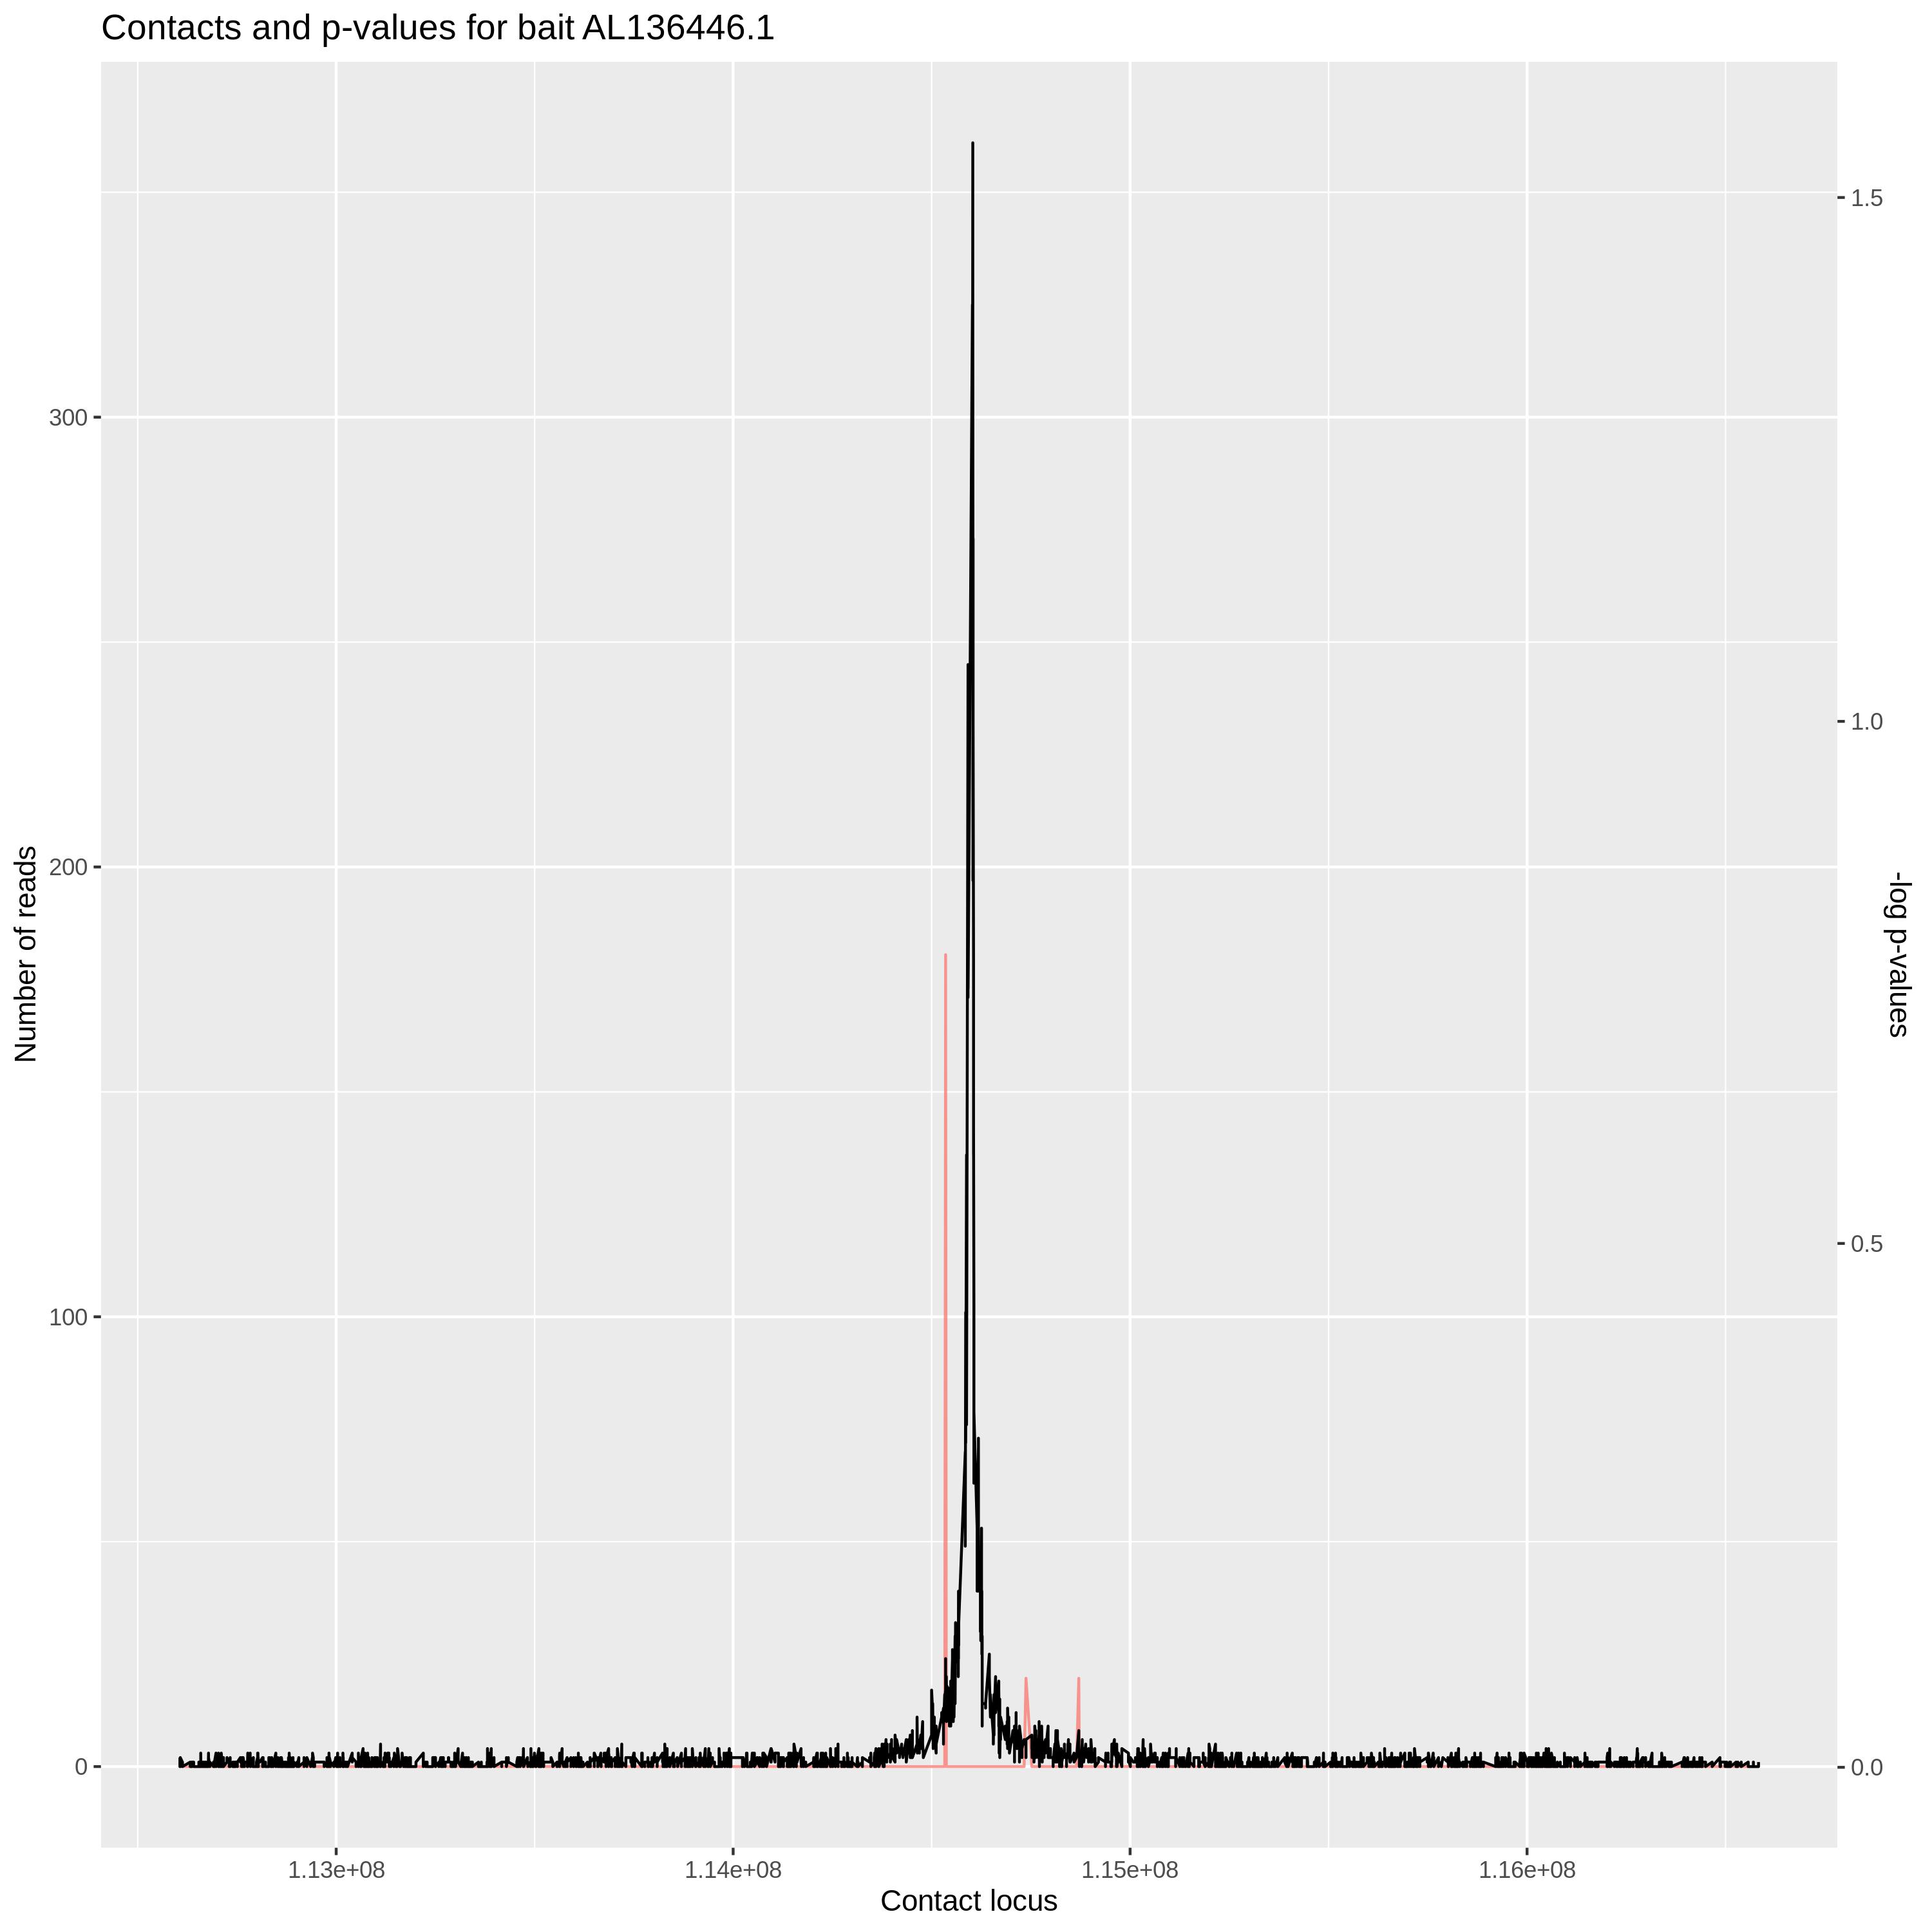 Contacts and p-values for bait AL136446.1
Number of reads
300
200
100
0
1.5
1.0
0.5
0.0
-log p-values
1.13e+08 1.14e+08 1.15e+08 1.16e+08
Contact locus